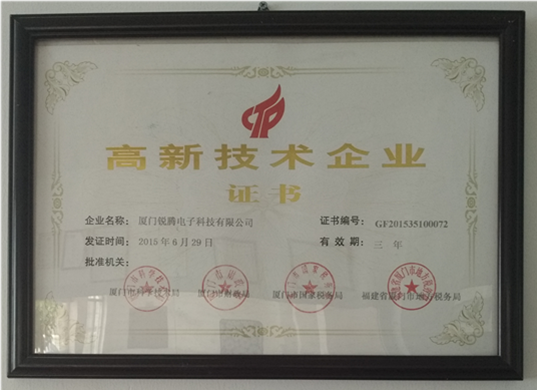 高新技术企业
证书
企业名称：厦门锐腾电子科技有限公司 证书编号：GF201535100072
发证时间：2015年6月29日 有效期：三年
批准机关：
厦门市科学技术局 厦门市财政局 厦门市国家税务局 福建省厦门市地方税务局